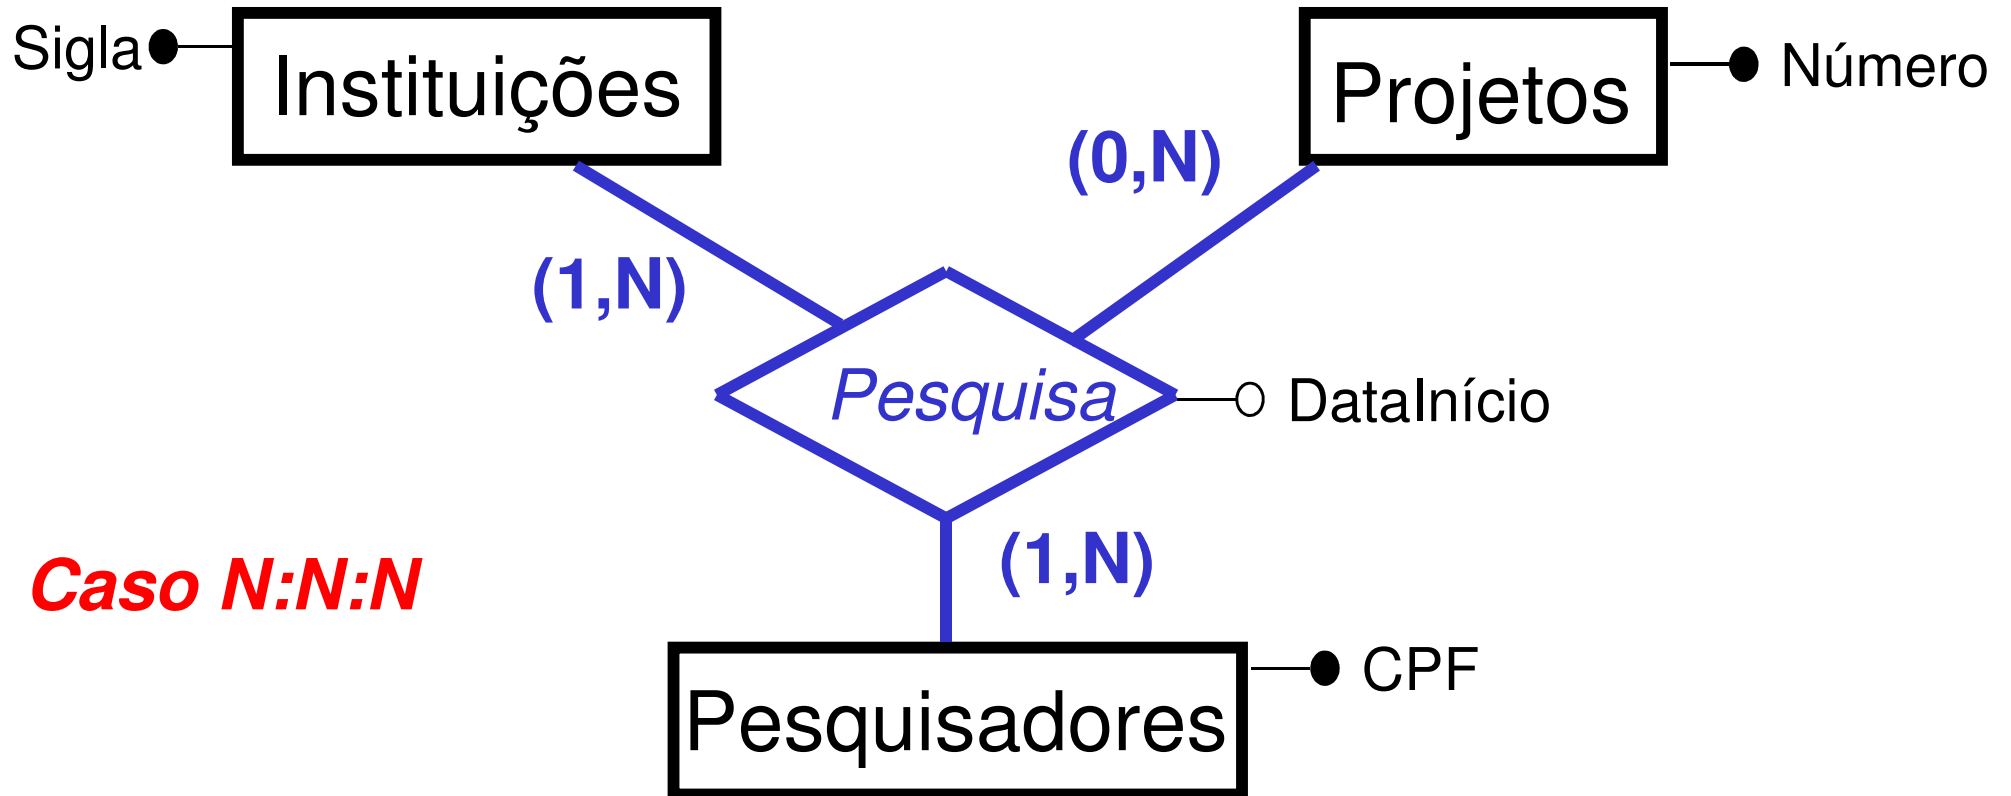 Sigla
Instituições
Projetos
Número
(0,N)
(1,N)
Pesquisa
DataInício
(1,N)
Caso N:N:N
CPF
Pesquisadores